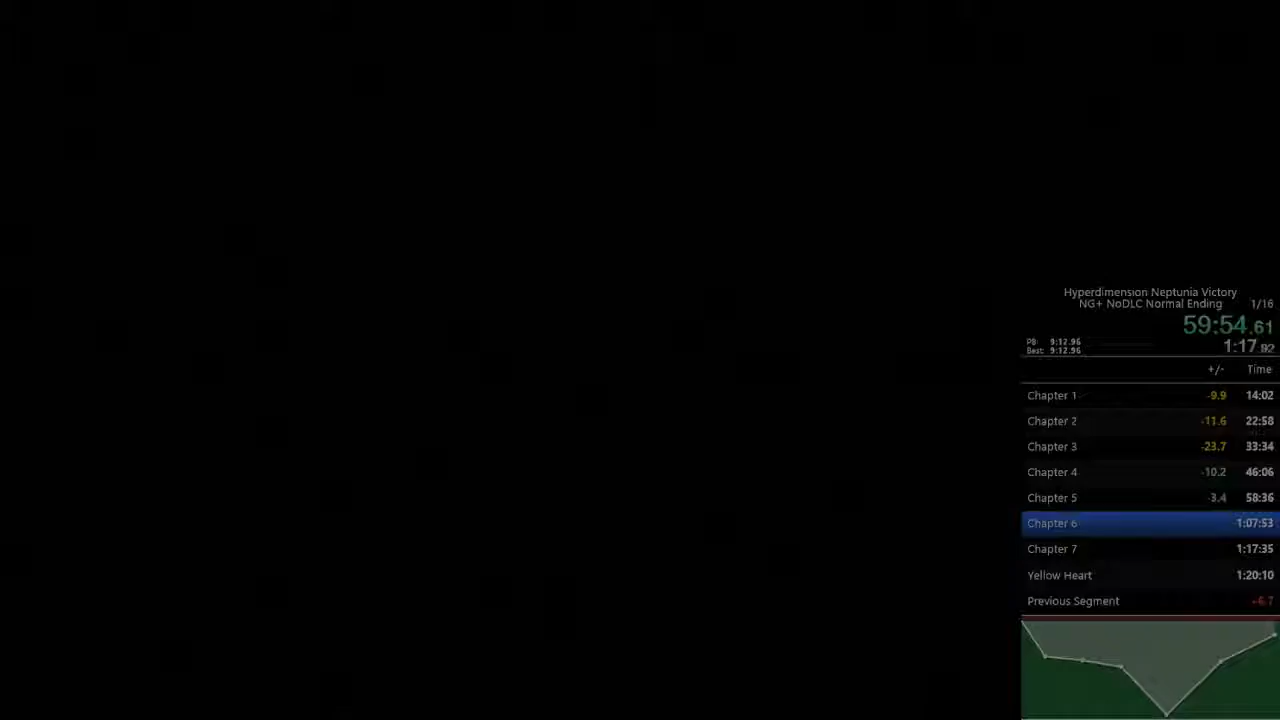 Hyperdimension Neptunia Victory
NG+ NoDLC Normal Ending 1/16
59:54.61
PB: 9:12.96
Best: 9:12.96
1:17.92
+/- Time
Chapter 1 -9.9 14:02
Chapter 2 -11.6 22:58
Chapter 3 -23.7 33:34
Chapter 4 -10.2 46:06
Chapter 5 -3.4 58:36
Chapter 6 1:07:53
Chapter 7 1:17:35
Yellow Heart 1:20:10
Previous Segment +6.7